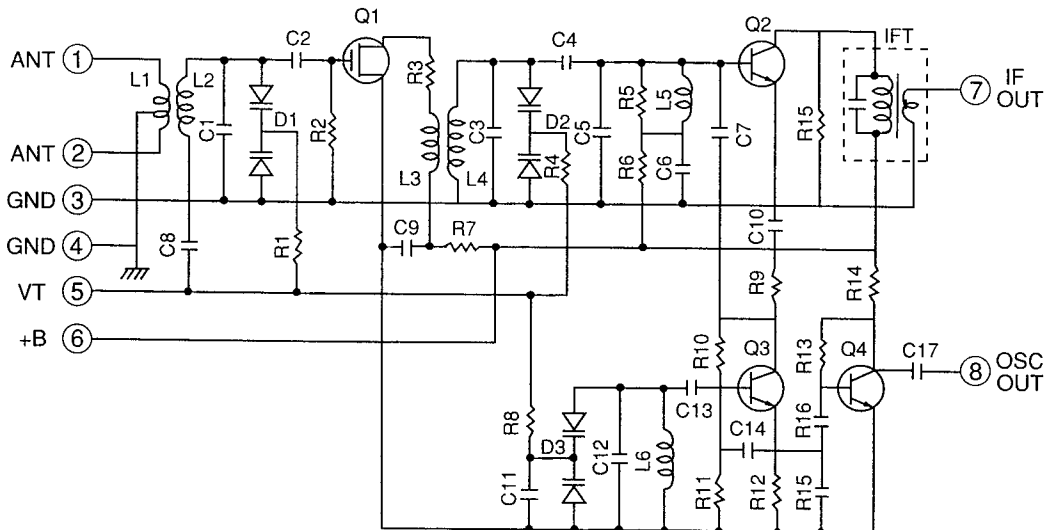 Q1
Q2
C2
C4
IFT
ANT 1
L1
L2
R3
7 IF
OUT
C1
D1
R2
C3
D2
C5
R5
L5
C7
R15
ANT 2
L3
L4
R4
R6
C6
GND 3
C10
GND 4
C8
R1
C9
R7
R9
R14
VT 5
+B 6
R10
Q3
R13
Q4
C17
8 OSC
OUT
R8
D3
C12
L6
C13
C14
R16
C11
R11
R12
R15